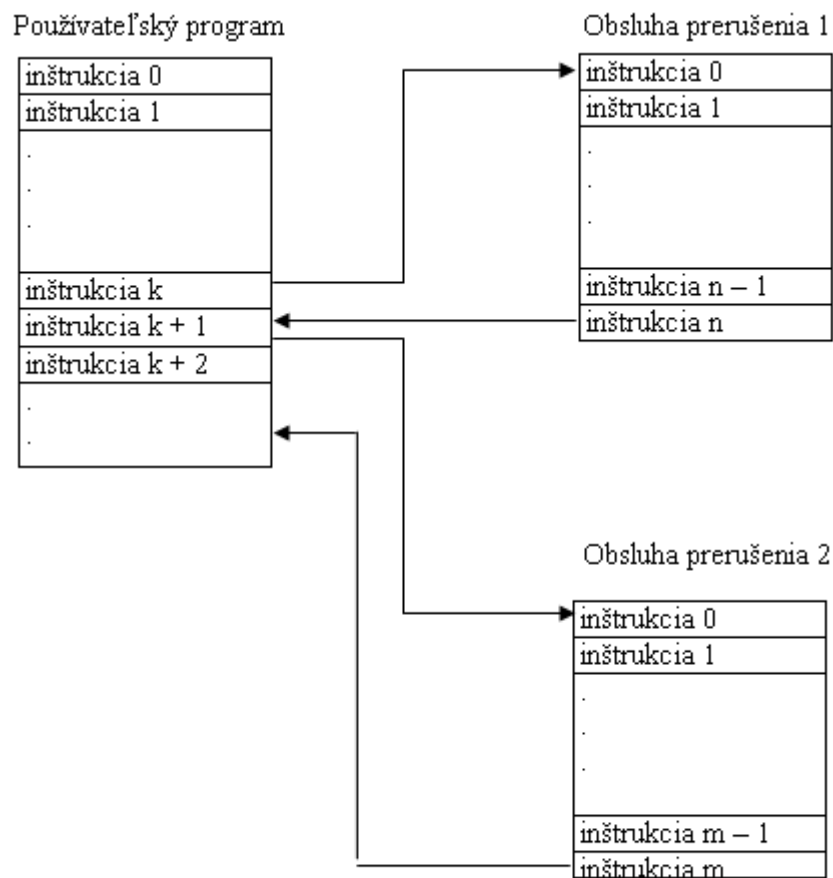 Používateľský program
inštrukcia 0
inštrukcia 1
.
.
.
inštrukcia k
inštrukcia k + 1
inštrukcia k + 2
.
.
Obsluha prerušenia 1
inštrukcia 0
inštrukcia 1
.
.
.
inštrukcia n – 1
inštrukcia n
Obsluha prerušenia 2
inštrukcia 0
inštrukcia 1
.
.
.
inštrukcia m – 1
inštrukcia m